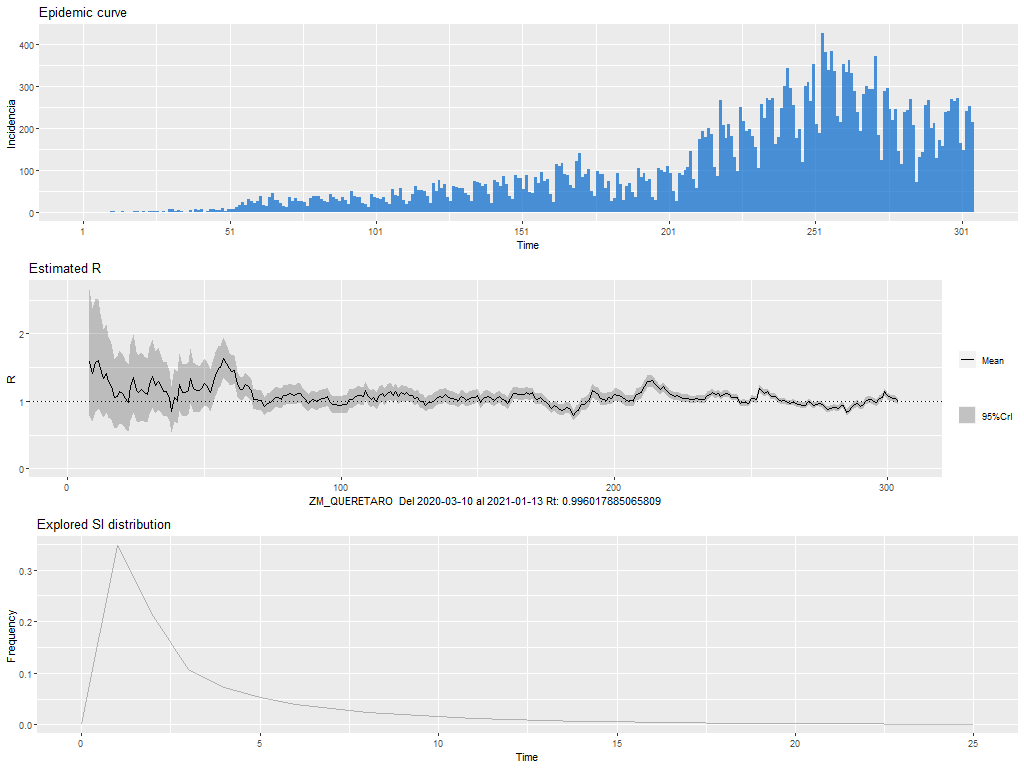 Epidemic curve
400
300
200
100
0
Incidencia
1 51 101 151 201 251 301
Time
Estimated R
2
1
0
R
Mean
95%CrI
0 100 200 300
ZM_QUERETARO Del 2020-03-10 al 2021-01-13 Rt: 0.996017885065809
Explored SI distribution
0.3
0.2
0.1
0.0
Frequency
0 5 10 15 20 25
Time